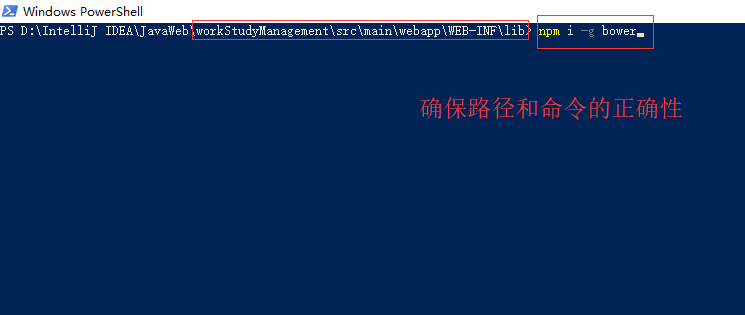 Windows PowerShell
PS D:\IntelliJ IDEA\JavaWeb\workStudyManagement\src\main\webapp\WEB-INF\lib> npm i -g bower
确保路径和命令的正确性